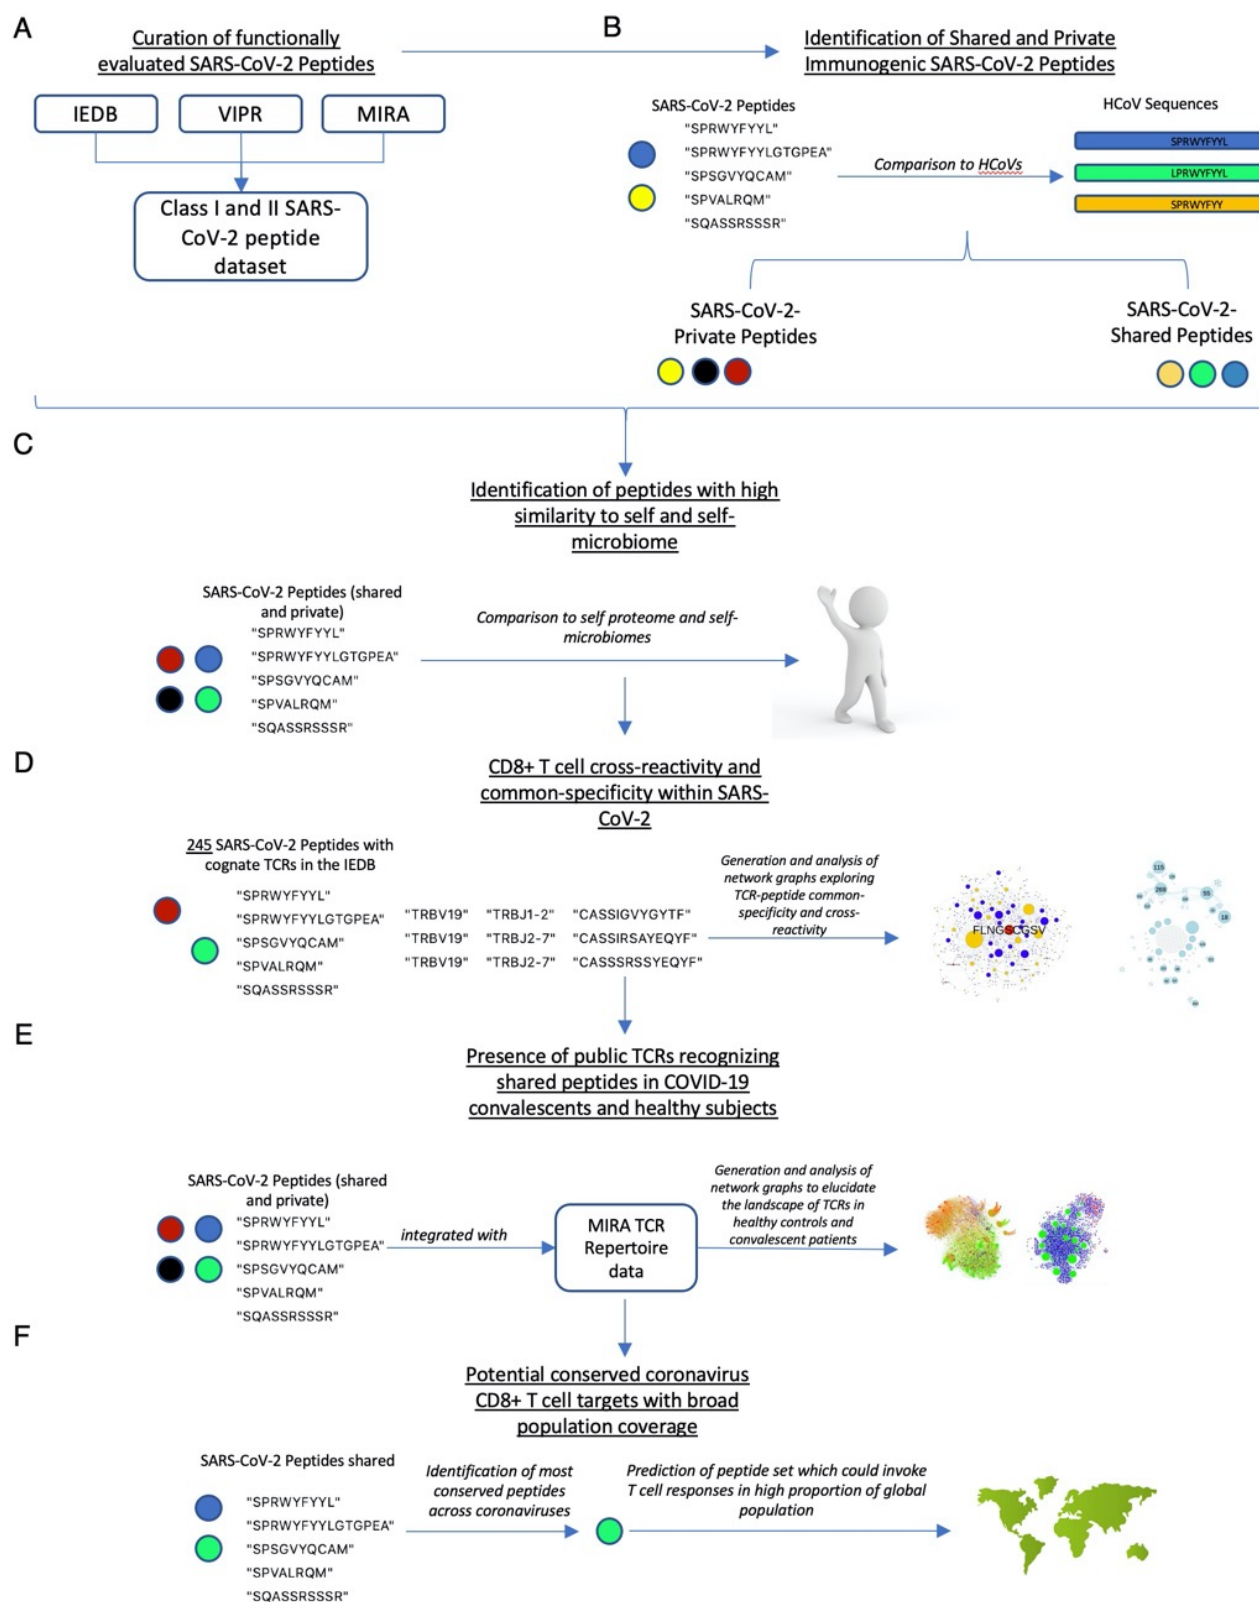 A
Curation of functionally
evaluated SARS-CoV-2 Peptides
IEDB
VIPR
MIRA
Class I and II SARS-
CoV-2 peptide
dataset
B
Identification of Shared and Private
Immunogenic SARS-CoV-2 Peptides
SARS-CoV-2 Peptides
"SPRWYFYYL"
"SPRWYFYYLGTGPEA"
"SPSGVYQCAM"
"SPVALRQM"
"SQASSRSSSR"
Comparison to HCoVs
HCoV Sequences
SPRWYFYYL
LPRWYFYYL
SPRWYFYY
SARS-CoV-2-
Private Peptides
SARS-CoV-2-
Shared Peptides
C
Identification of peptides with high
similarity to self and self-
microbiome
SARS-CoV-2 Peptides (shared
and private)
"SPRWYFYYL"
"SPRWYFYYLGTGPEA"
"SPSGVYQCAM"
"SPVALRQM"
"SQASSRSSSR"
Comparison to self proteome and self-
microbiomes
D
CD8+ T cell cross-reactivity and
common-specificity within SARS-
CoV-2
245 SARS-CoV-2 Peptides with
cognate TCRs in the IEDB
"SPRWYFYYL"
"SPRWYFYYLGTGPEA"
"SPSGVYQCAM"
"SPVALRQM"
"SQASSRSSSR"
"TRBV19" "TRBJ1-2" "CASSIGVYGYTF"
"TRBV19" "TRBJ2-7" "CASSIRSAYEQYF"
"TRBV19" "TRBJ2-7" "CASSSRSSYEQYF"
Generation and analysis of
network graphs exploring
TCR-peptide common-
specificity and cross-
reactivity
FLNGSCGSV
115
55
18
E
Presence of public TCRs recognizing
shared peptides in COVID-19
convalescents and healthy subjects
SARS-CoV-2 Peptides (shared
and private)
"SPRWYFYYL"
"SPRWYFYYLGTGPEA"
"SPSGVYQCAM"
"SPVALRQM"
"SQASSRSSSR"
integrated with
MIRA TCR
Repertoire
data
Generation and analysis of
network graphs to elucidate
the landscape of TCRs in
healthy controls and
convalescent patients
F
Potential conserved coronavirus
CD8+ T cell targets with broad
population coverage
SARS-CoV-2 Peptides shared
"SPRWYFYYL"
"SPRWYFYYLGTGPEA"
"SPSGVYQCAM"
"SPVALRQM"
"SQASSRSSSR"
Identification of most
conserved peptides
across coronaviruses
Prediction of peptide set which could invoke
T cell responses in high proportion of global
population